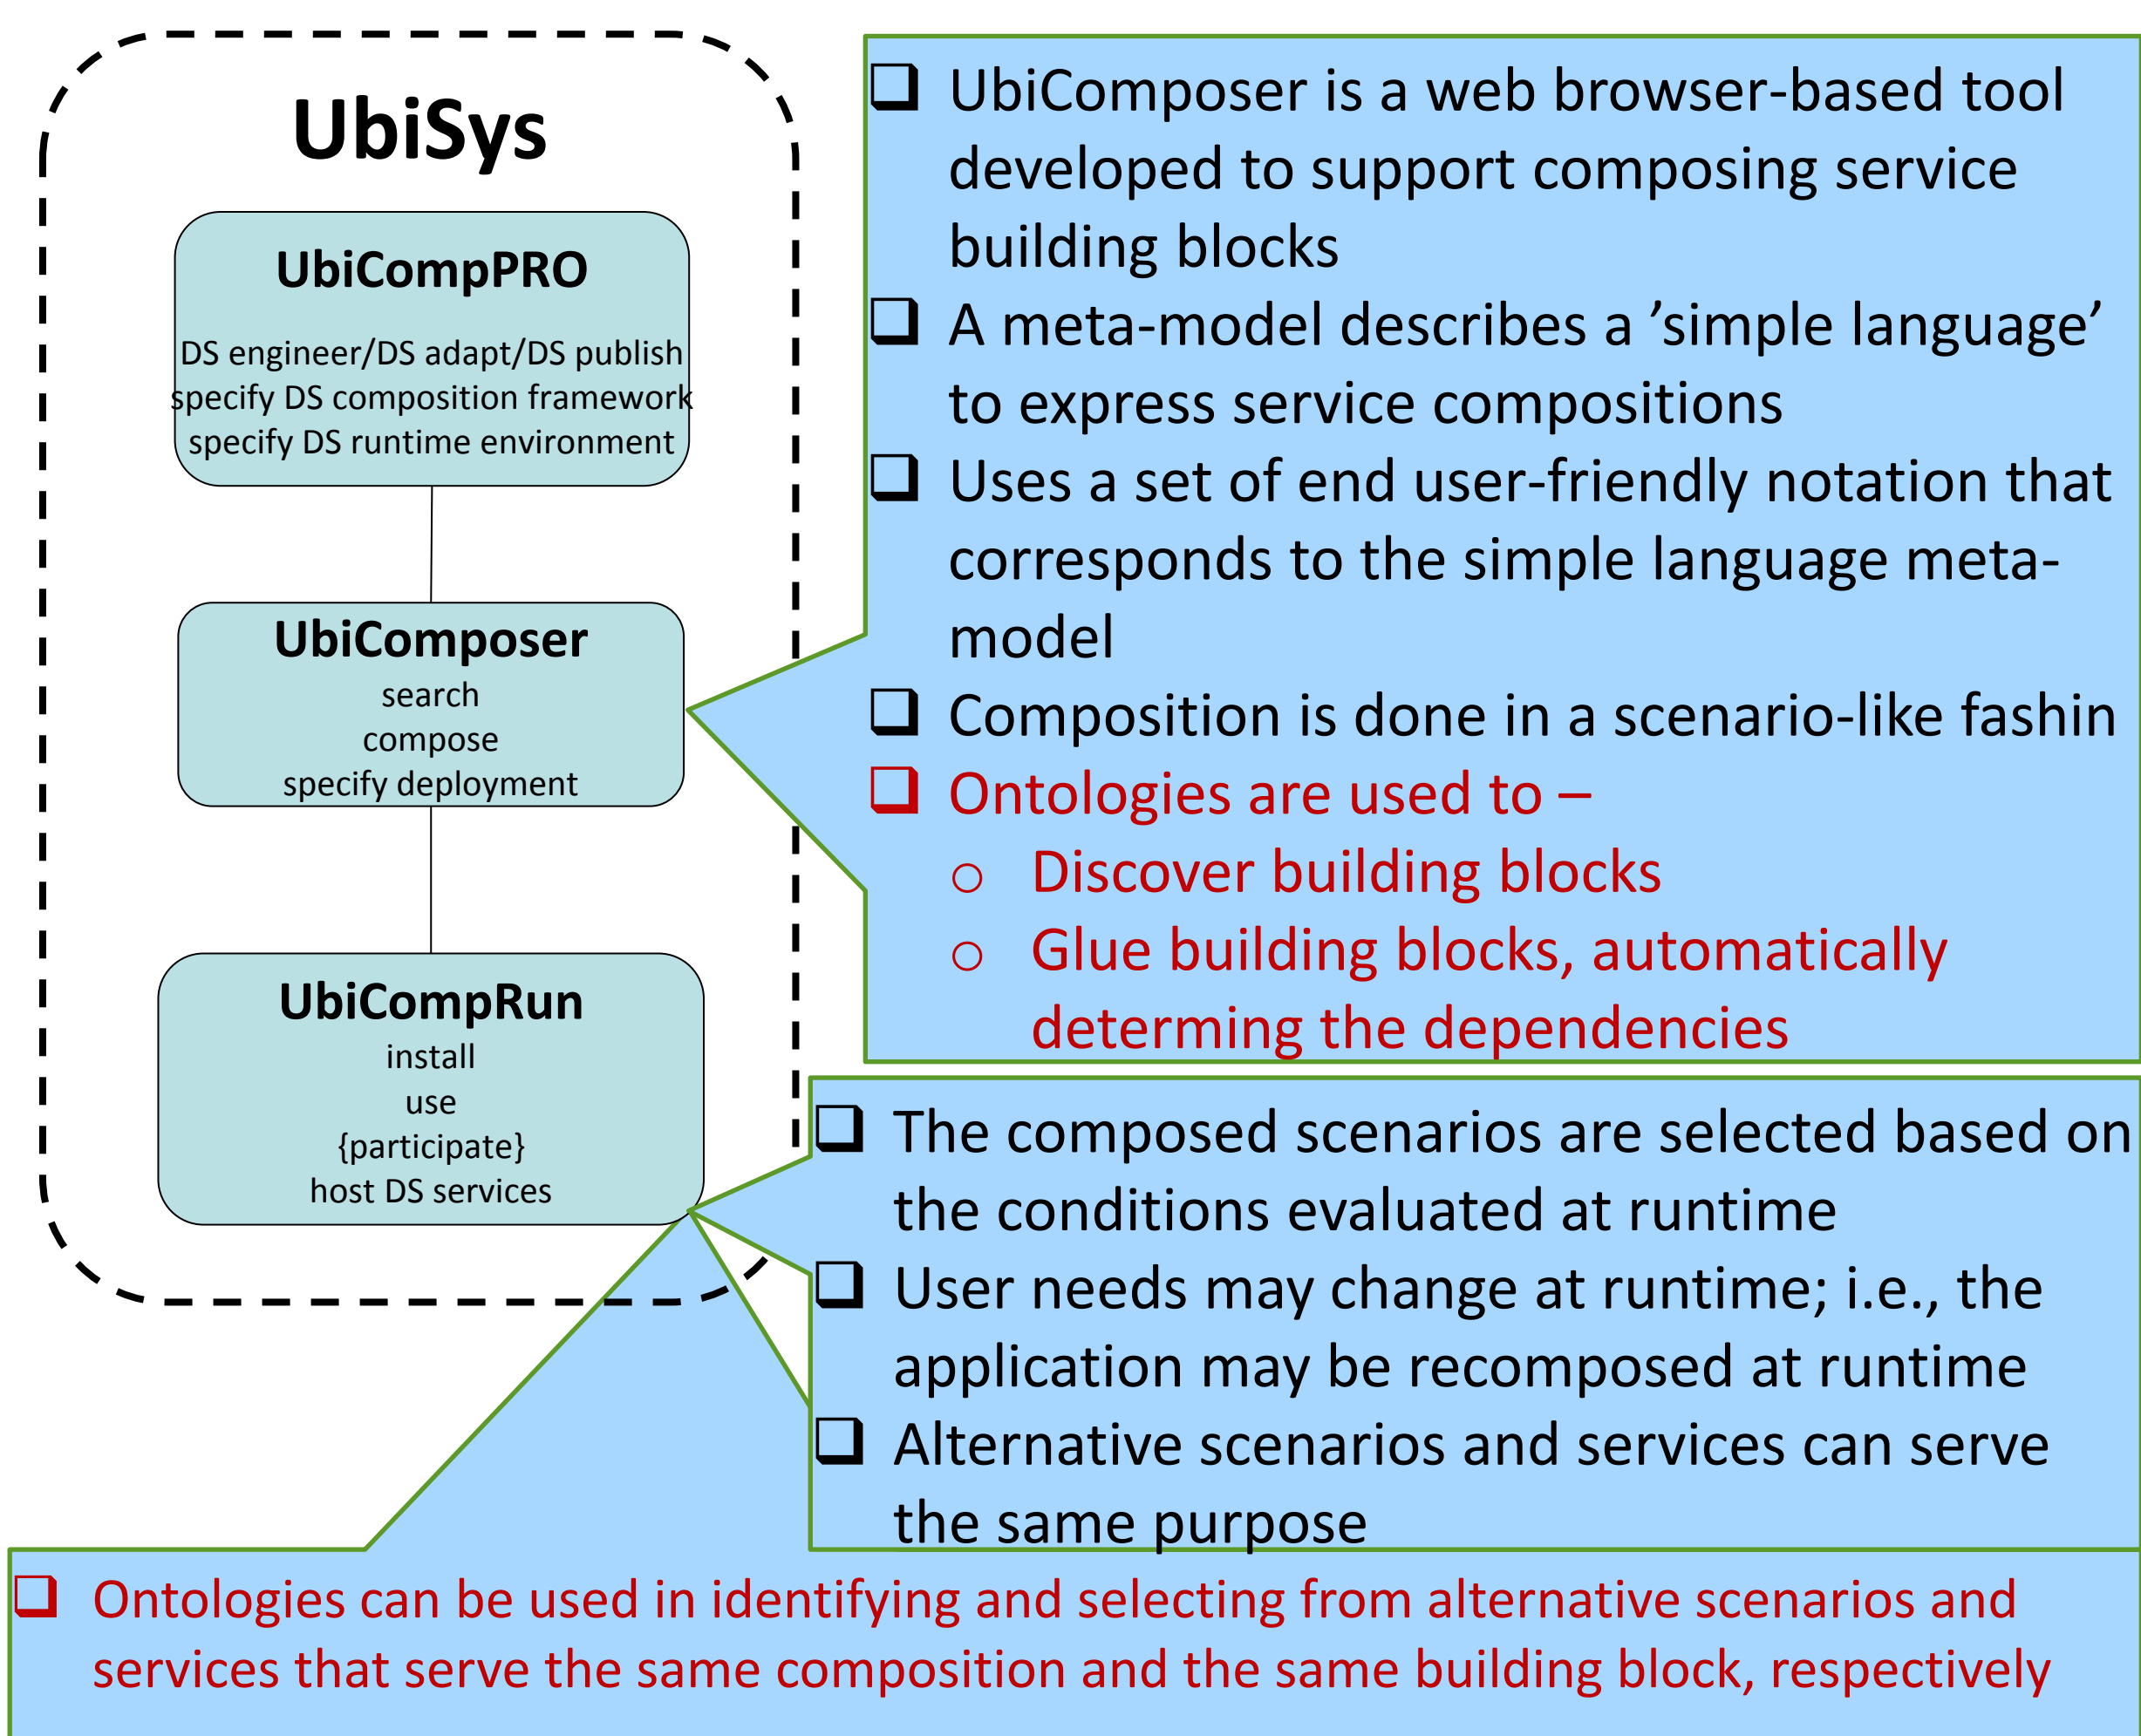 UbiSys
UbiCompPRO
DS engineer/DS adapt/DS publish
specify DS composition framework
specify DS runtime environment
UbiComposer
search
compose
specify deployment
UbiCompRun
install
use
{participate}
host DS services
UbiComposer is a web browser-based tool
developed to support composing service
building blocks
A meta-model describes a ’simple language’
to express service compositions
Uses a set of end user-friendly notation that
corresponds to the simple language meta-
model
Composition is done in a scenario-like fashin
Ontologies are used to –
Discover building blocks
Glue building blocks, automatically
determing the dependencies
The composed scenarios are selected based on
the conditions evaluated at runtime
User needs may change at runtime; i.e., the
application may be recomposed at runtime
Alternative scenarios and services can serve
the same purpose
Ontologies can be used in identifying and selecting from alternative scenarios and
services that serve the same composition and the same building block, respectively